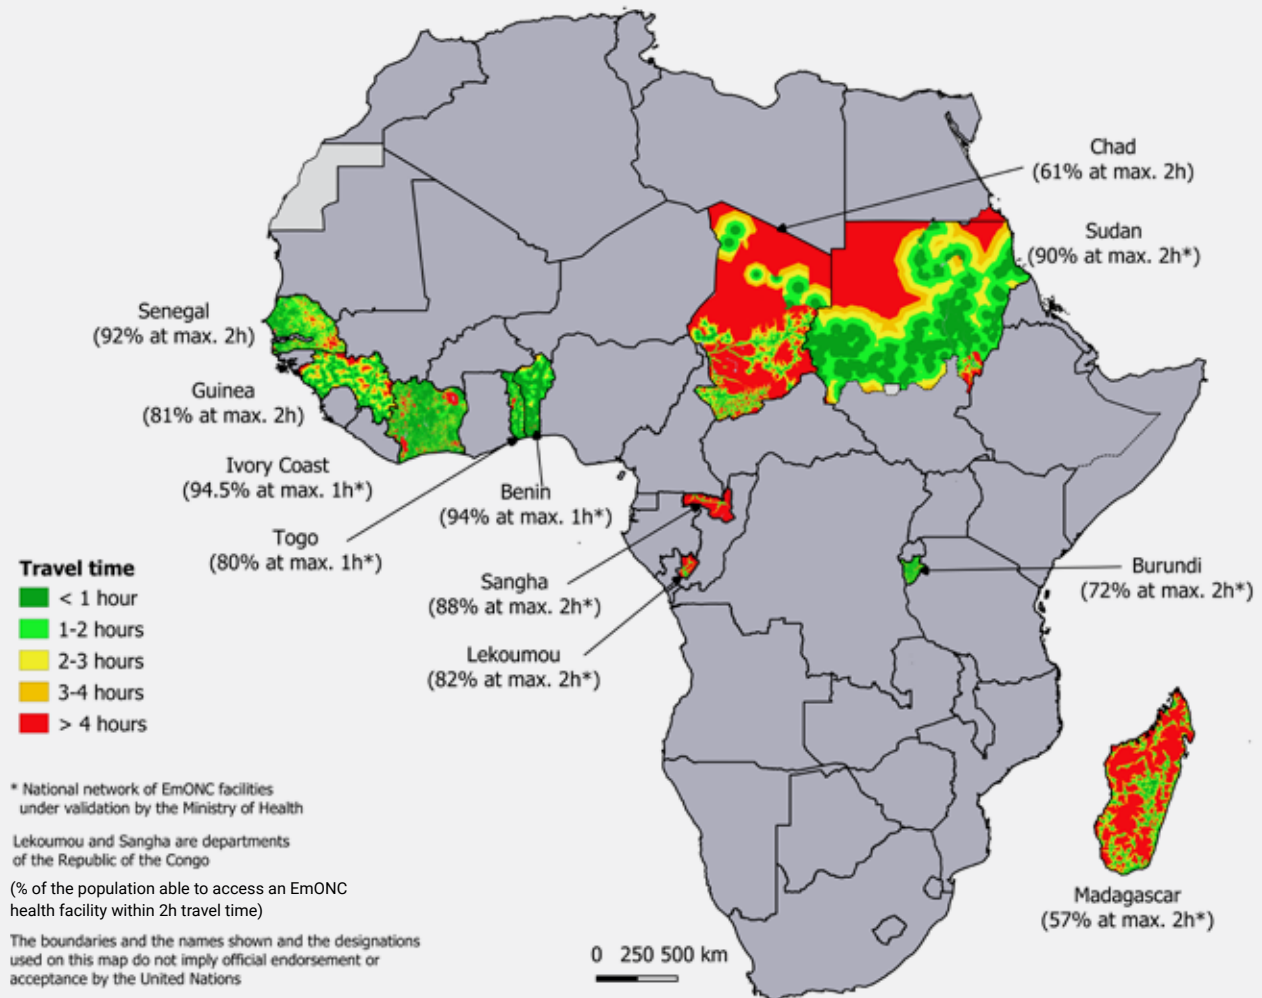 Chad
(61% at max. 2h)
Sudan
(90% at max. 2h*)
Senegal
(92% at max. 2h)
Guinea
(81% at max. 2h)
Ivory Coast
(94.5% at max. 1h*)
Benin
(94% at max. 1h*)
Togo
(80% at max. 1h*)
Sangha
(88% at max. 2h*)
Burundi
(72% at max. 2h*)
Lekoumou
(82% at max. 2h*)
Madagascar
(57% at max. 2h*)
Travel time
< 1 hour
1-2 hours
2-3 hours
3-4 hours
> 4 hours
* National network of EmONC facilities
under validation by the Ministry of Health
Lekoumou and Sangha are departments
of the Republic of the Congo
(% of the population able to access an EmONC
health facility within 2h travel time)
The boundaries and the names shown and the designations
used on this map do not imply official endorsement or
acceptance by the United Nations
0 250 500 km